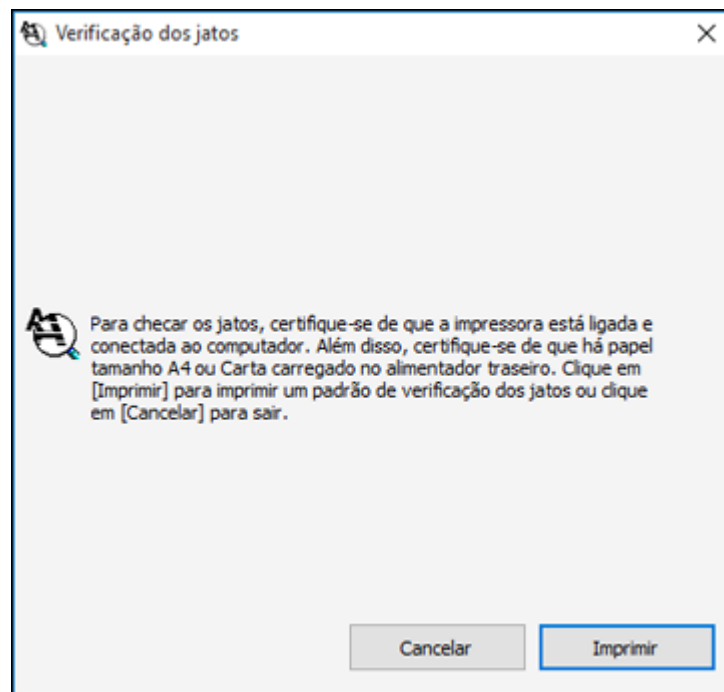 Verificação dos jatos
Para checar os jatos, certifique-se de que a impressora está ligada e
conectada ao computador. Além disso, certifique-se de que há papel
tamanho A4 ou Carta carregado no alimentador traseiro. Clique em
[Imprimir] para imprimir um padrão de verificação dos jatos ou clique
em [Cancelar] para sair.
Cancelar
Imprimir